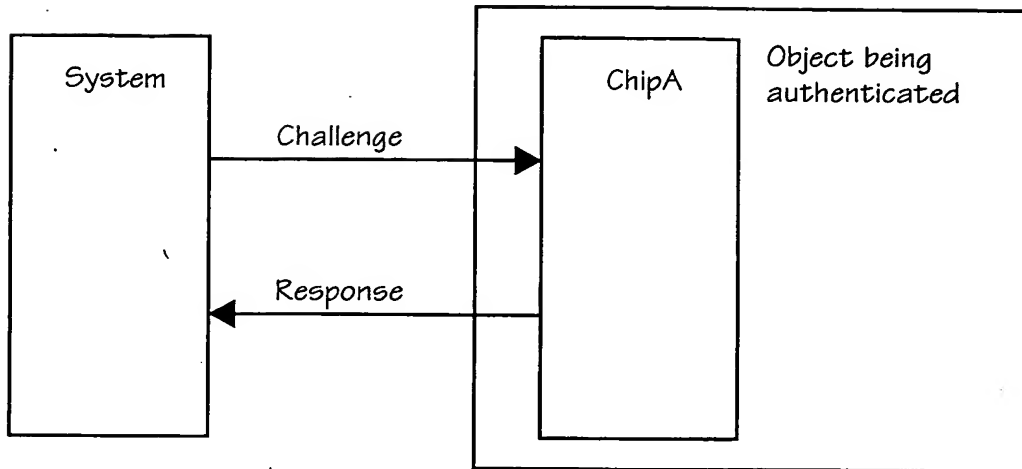 System
ChipA
Object being
authenticated
Challenge
Response